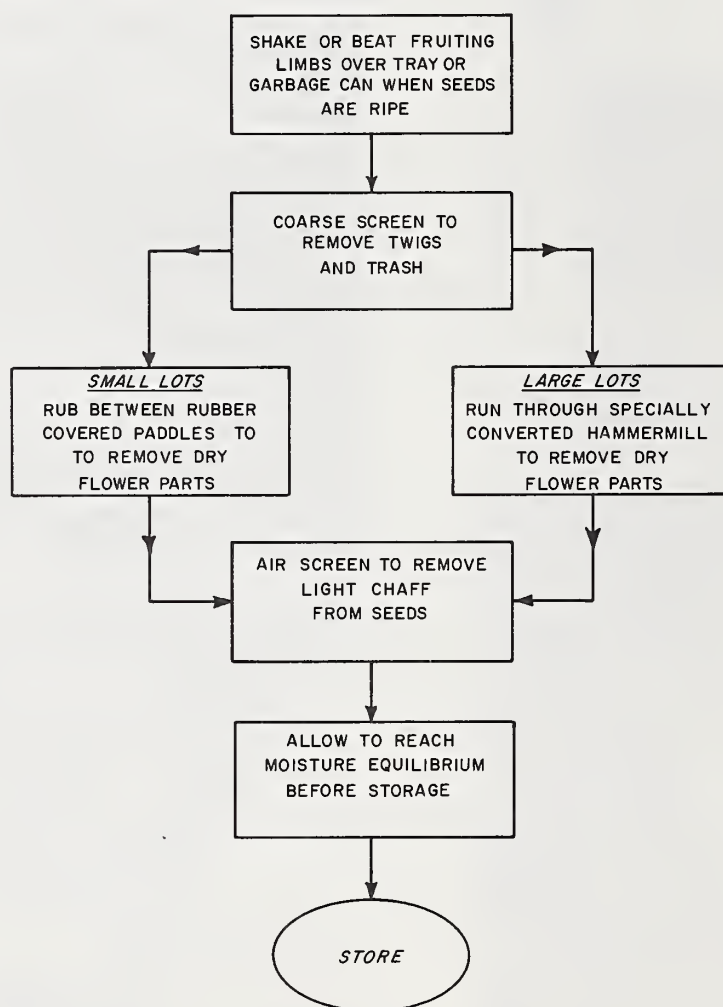 SHAKE OR BEAT FRUITING
LIMBS OVER TRAY OR
GARBAGE CAN WHEN SEEDS
ARE RIPE
COARSE SCREEN TO
REMOVE TWIGS
AND TRASH
SMALL LOTS
RUB BETWEEN RUBBER
COVERED PADDLES TO
TO REMOVE DRY
FLOWER PARTS
LARGE LOTS
RUN THROUGH SPECIALLY
CONVERTED HAMMERMILL
TO REMOVE DRY
FLOWER PARTS
AIR SCREEN TO REMOVE
LIGHT CHAFF
FROM SEEDS
ALLOW TO REACH
MOISTURE EQUILIBRIUM
BEFORE STORAGE
STORE